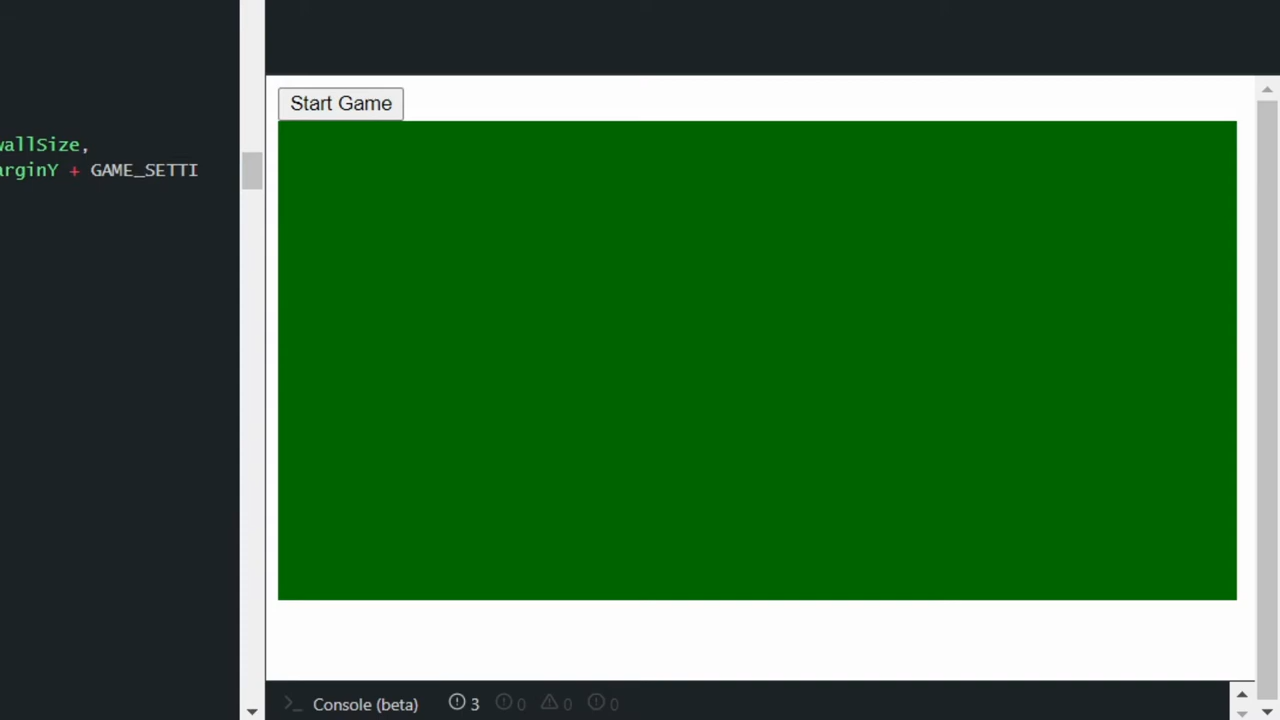 wallSize,
arginY + GAME_SETTI
Start Game
Console (beta) 3 0 0 0